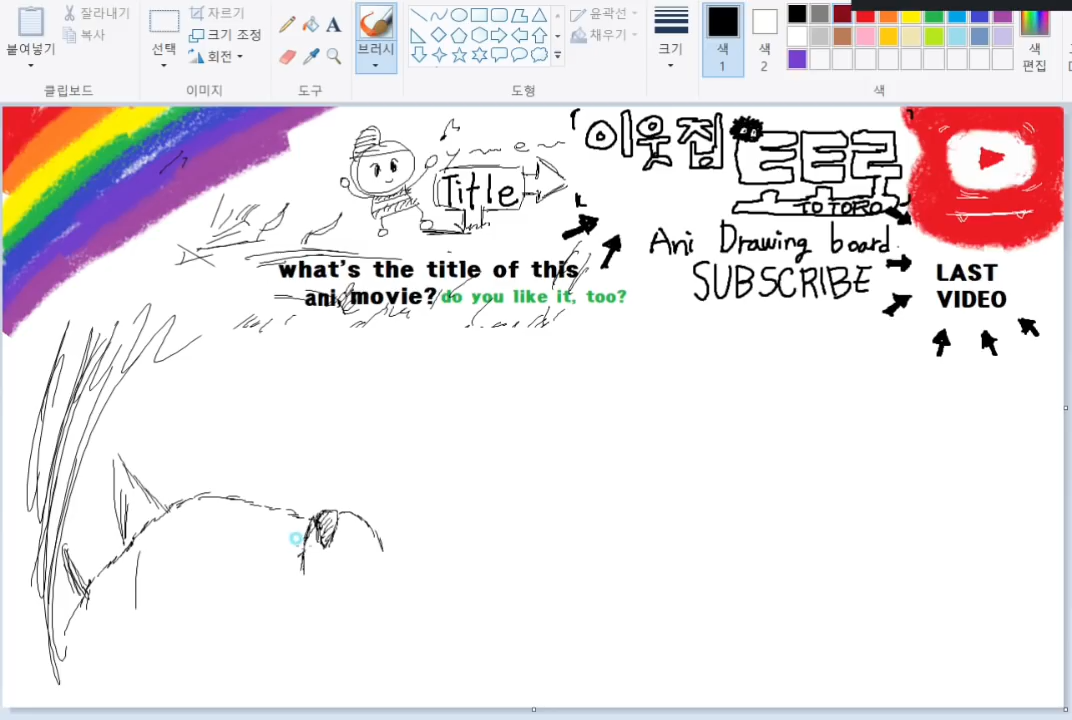 잘라내기
복사
붙여넣기
클립보드
선택
자르기
크기 조정
회전
이미지
A
도구
브러시
윤곽선
채우기
도형
크기
색
1
색
2
색
편집
색
「이웃집 토토로」
TOTORO
Title
Ani Drawing board.
SUBSCRIBE
what's the title of this
ani, movie? do you like it, too?
LAST
VIDEO